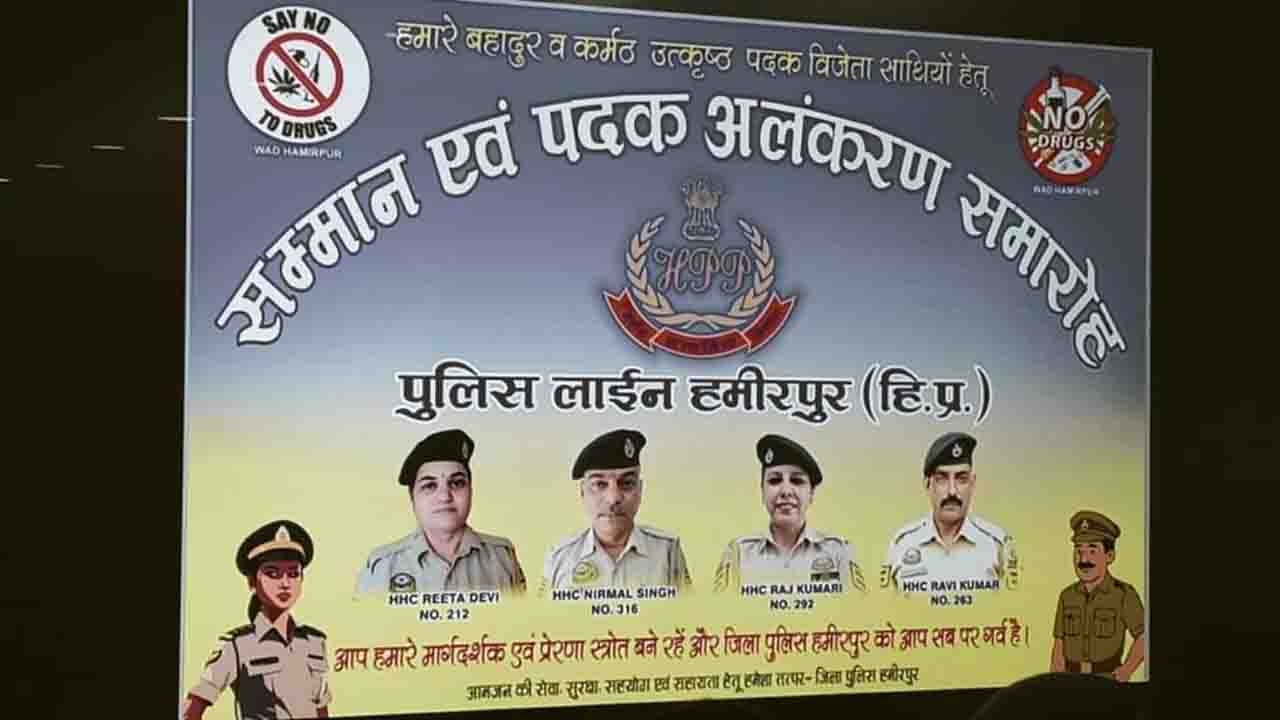 SAY NO
TO DRUGS
WAD HAMIRPUR
हमारे बहादुर व कर्मठ उत्कृष्ठ पदक विजेता साथियों हेतू
NO
DRUGS
WAD HAMIRPUR
सम्मान एवं पदक अलंकरण समारोह
HPP
पुलिस लाईन हमीरपुर (हि.प्र.)
HHC REETA DEVI
NO. 212
HHC NIRMAL SINGH
NO. 316
HHC RAJ KUMARI
NO. 292
HHC RAVI KUMAR
NO. 263
आप हमारे मार्गदर्शक एवं प्रेरणा स्त्रोत बने रहें और जिला पुलिस हमीरपुर को आप सब पर गर्व है।
आमजन की सेवा, सुरक्षा, सहयोग एवं सहायता हेतू हमेशा तत्पर- जिला पुलिस हमीरपुर